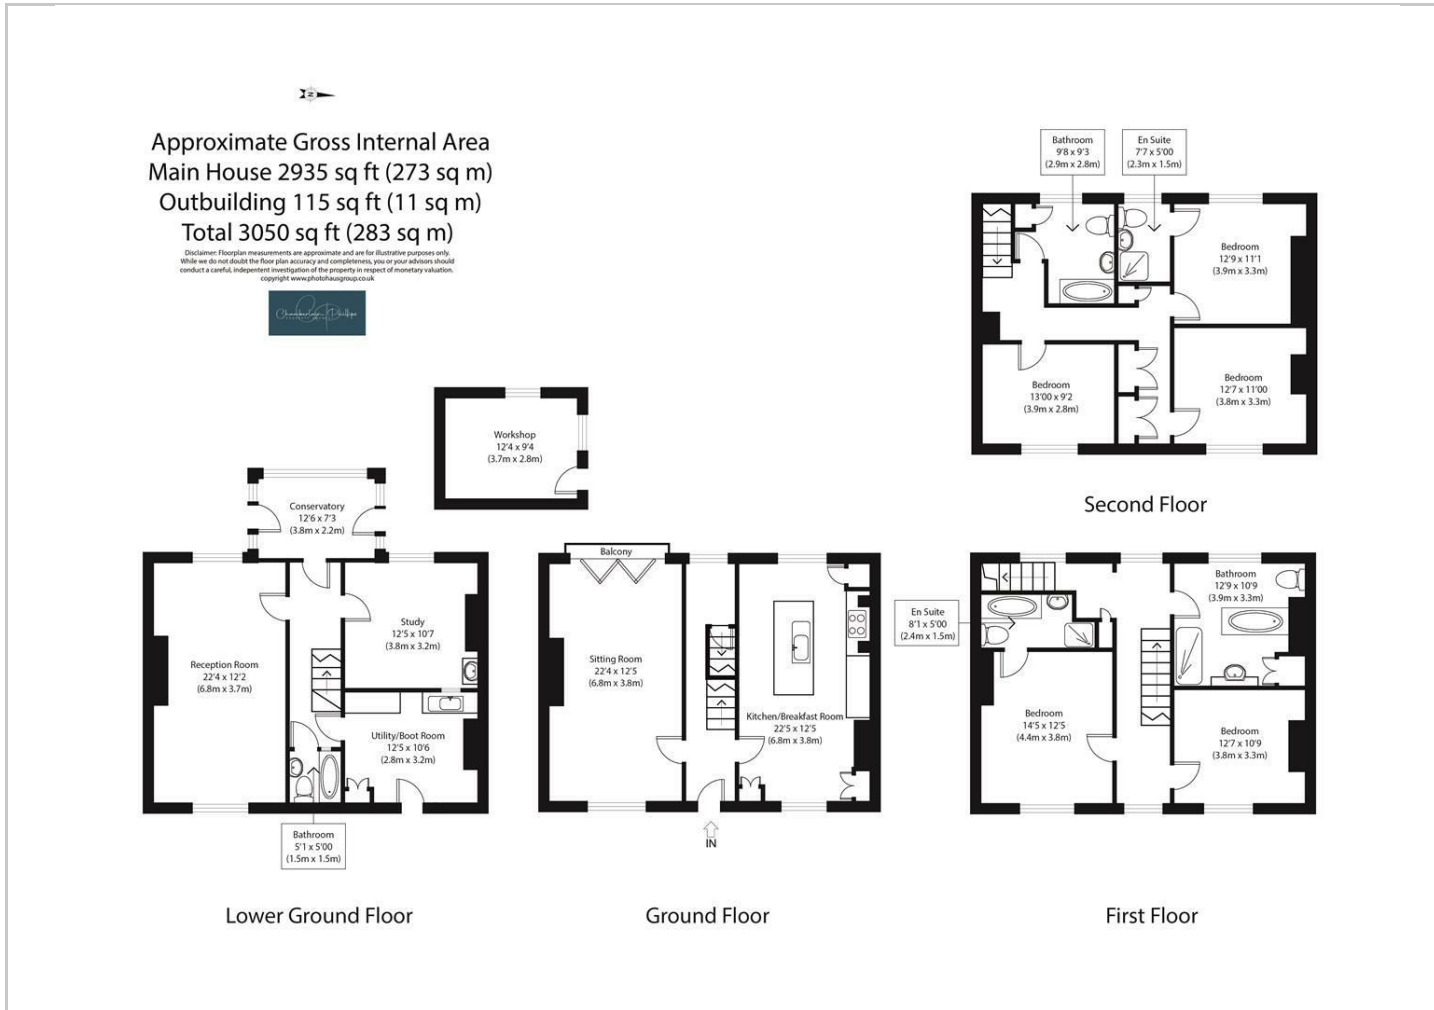 N
Approximate Gross Internal Area
Main House 2935 sq ft (273 sq m)
Outbuilding 115 sq ft (11 sq m)
Total 3050 sq ft (283 sq m)
Disclaimer: Floorplan measurements are approximate and are for illustrative purposes only.
While we do not doubt the floor plan accuracy and completeness, you or your advisors should
conduct a careful, independent investigation of the property in respect of monetary valuation.
copyright www.photohausgroup.co.uk
Chamberlain Phillips
Bathroom
9'8 x 9'3
(2.9m x 2.8m)
En Suite
7'7 x 5'00
(2.3m x 1.5m)
Bedroom
12'9 x 11'1
(3.9m x 3.3m)
Bedroom
13'00 x 9'2
(3.9m x 2.8m)
Bedroom
12'7 x 11'00
(3.8m x 3.3m)
Second Floor
Workshop
12'4 x 9'4
(3.7m x 2.8m)
Conservatory
12'6 x 7'3
(3.8m x 2.2m)
Study
12'5 x 10'7
(3.8m x 3.2m)
Reception Room
22'4 x 12'2
(6.8m x 3.7m)
Utility/Boot Room
12'5 x 10'6
(2.8m x 3.2m)
Bathroom
5'1 x 5'00
(1.5m x 1.5m)
Lower Ground Floor
Balcony
Sitting Room
22'4 x 12'5
(6.8m x 3.8m)
Kitchen/Breakfast Room
22'5 x 12'5
(6.8m x 3.8m)
IN
Ground Floor
En Suite
8'1 x 5'00
(2.4m x 1.5m)
Bathroom
12'9 x 10'9
(3.9m x 3.3m)
Bedroom
14'5 x 12'5
(4.4m x 3.8m)
Bedroom
12'7 x 10'9
(3.8m x 3.3m)
First Floor